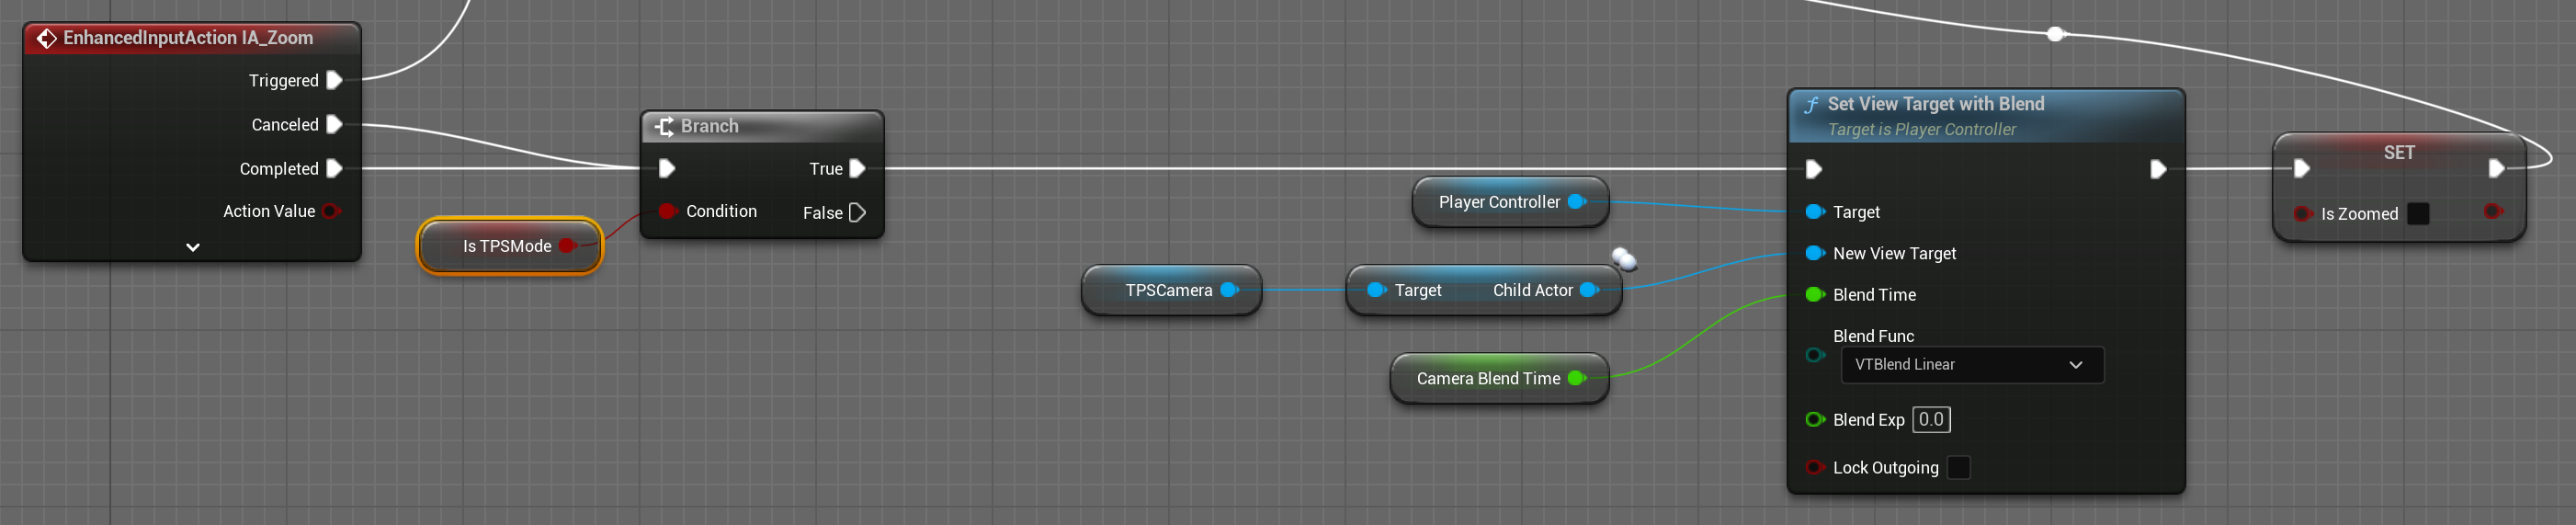 EnhancedInputAction IA_Zoom
Triggered
Canceled
Completed
Action Value
Is TPSMode
Branch
True
Condition
False
Player Controller
TPSCamera
Target
Child Actor
Camera Blend Time
Set View Target with Blend
Target is Player Controller
Target
New View Target
Blend Time
Blend Func
VTBlend Linear
Blend Exp 0.0
Lock Outgoing
SET
Is Zoomed